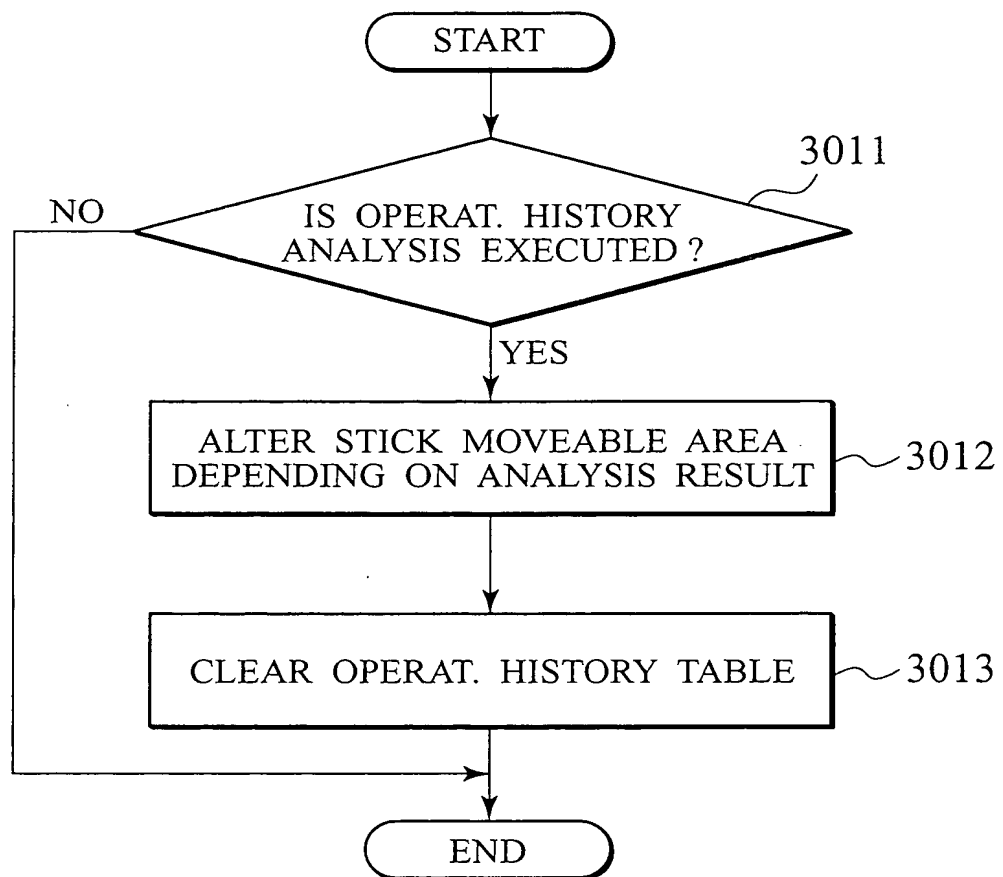 START
3011
NO
IS OPERAT. HISTORY
ANALYSIS EXECUTED ?
YES
ALTER STICK MOVEABLE AREA
DEPENDING ON ANALYSIS RESULT
3012
CLEAR OPERAT. HISTORY TABLE
3013
END